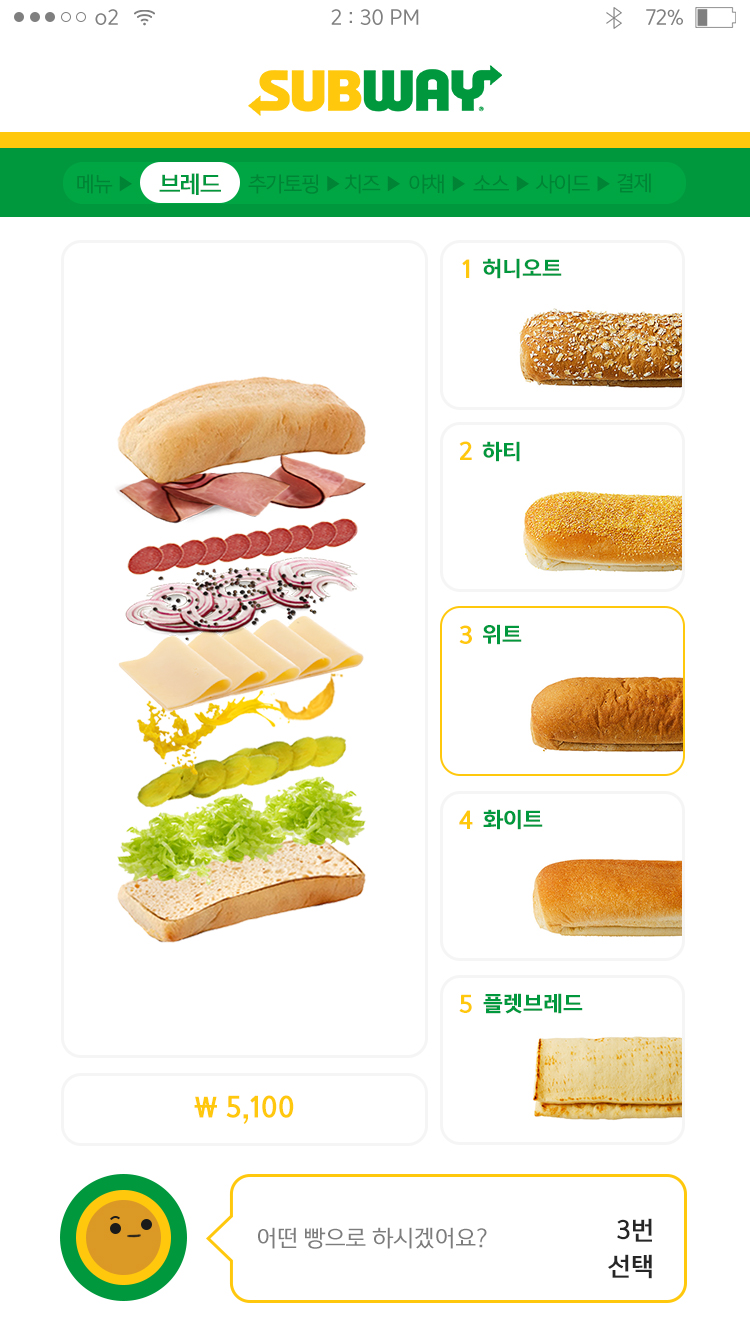 o2
2 : 30 PM
72%
SUBWAY
메뉴 ▶ 브레드 추가토핑 ▶ 치즈 ▶ 야채 ▶ 소스 ▶ 사이드 ▶ 결제
1 허니오트
2 하티
3 위트
4 화이트
5 플렛브레드
₩ 5,100
어떤 빵으로 하시겠어요?
3번
선택